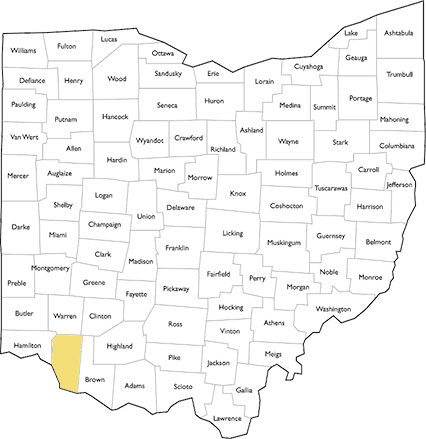 Williams
Fulton
Lucas
Ottawa
Lake
Ashtabula
Geauga
Cuyahoga
Trumbull
Defiance
Henry
Wood
Sandusky
Erie
Lorain
Portage
Summit
Medina
Huron
Seneca
Paulding
Putnam
Hancock
Mahoning
Van Wert
Allen
Wyandot
Crawford
Richland
Ashland
Wayne
Stark
Columbiana
Hardin
Mercer
Auglaize
Marion
Morrow
Holmes
Tuscarawas
Carroll
Jefferson
Knox
Logan
Shelby
Union
Delaware
Coshocton
Harrison
Darke
Miami
Champaign
Licking
Muskingum
Guernsey
Belmont
Clark
Madison
Franklin
Montgomery
Preble
Greene
Fayette
Pickaway
Fairfield
Perry
Noble
Monroe
Morgan
Washington
Butler
Warren
Clinton
Ross
Hocking
Athens
Vinton
Hamilton
Highland
Pike
Jackson
Meigs
Brown
Adams
Scioto
Gallia
Lawrence